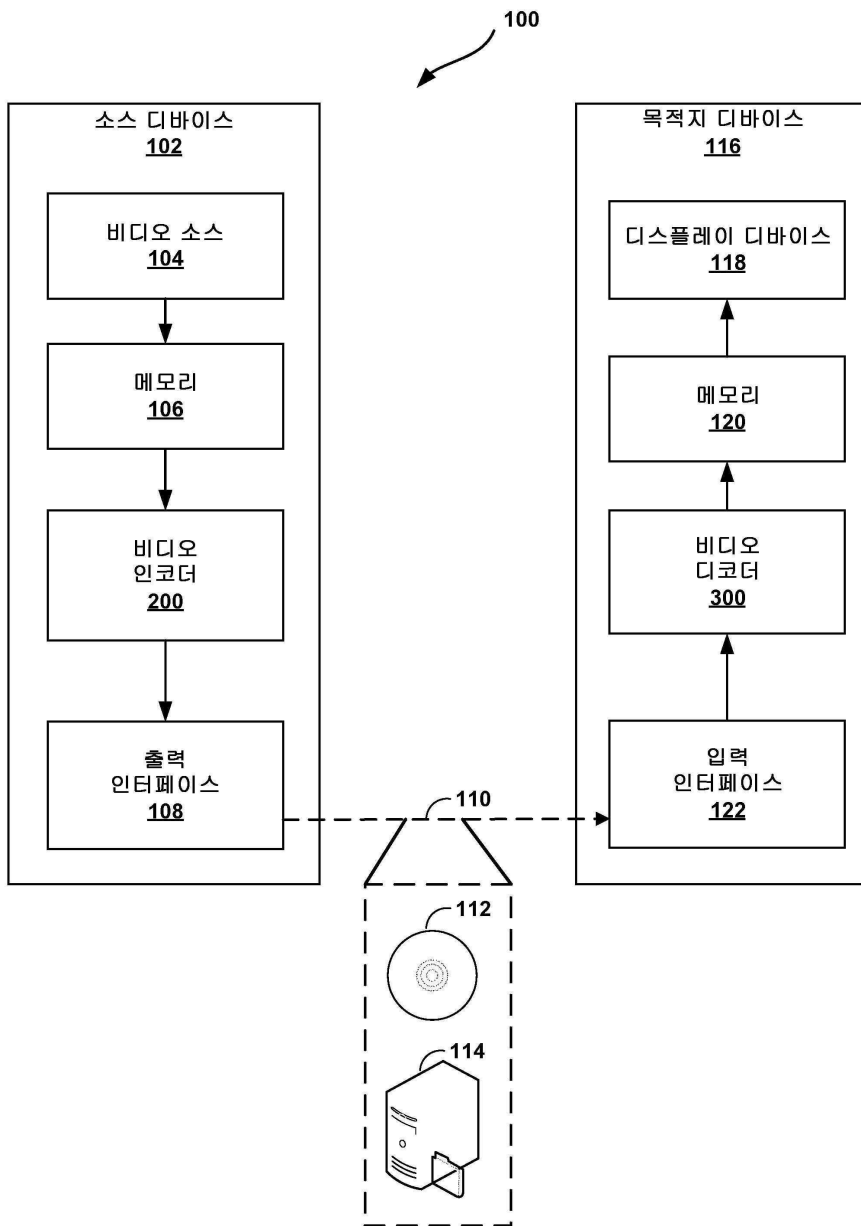 100
소스 디바이스
102
비디오 소스
104
메모리
106
비디오
인코더
200
출력
인터페이스
108
목적지 디바이스
116
디스플레이 디바이스
118
메모리
120
비디오
디코더
300
입력
인터페이스
122
110
112
114